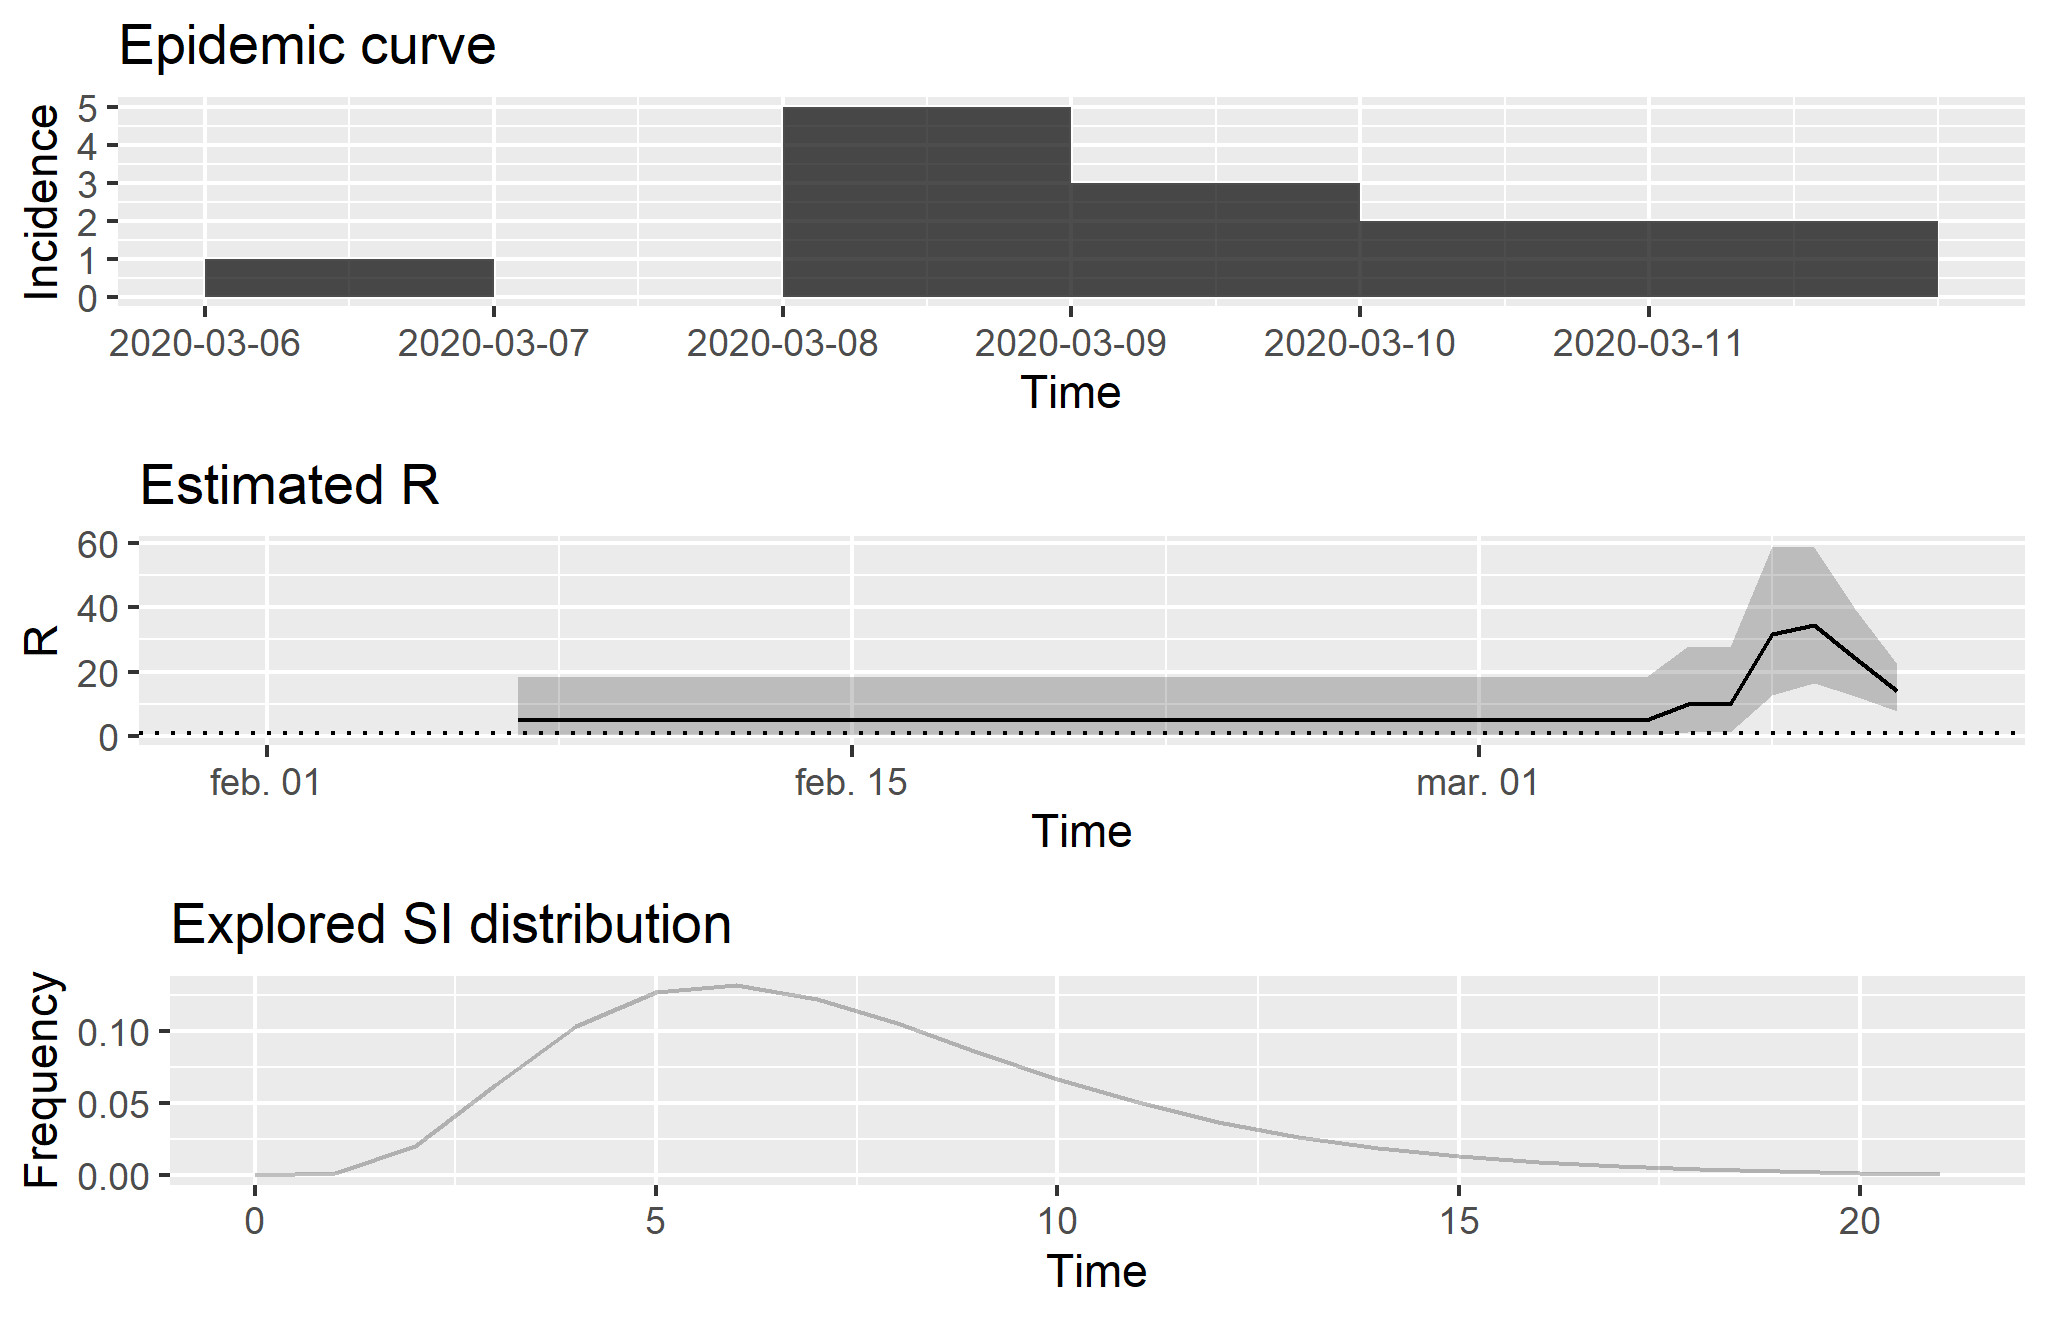 Epidemic curve
Incidence
5
4
3
2
1
0
2020-03-06 2020-03-07 2020-03-08 2020-03-09 2020-03-10 2020-03-11
Time
Estimated R
R
60
40
20
0
feb. 01 feb. 15 mar. 01
Time
Explored SI distribution
Frequency
0.10
0.05
0.00
0 5 10 15 20
Time